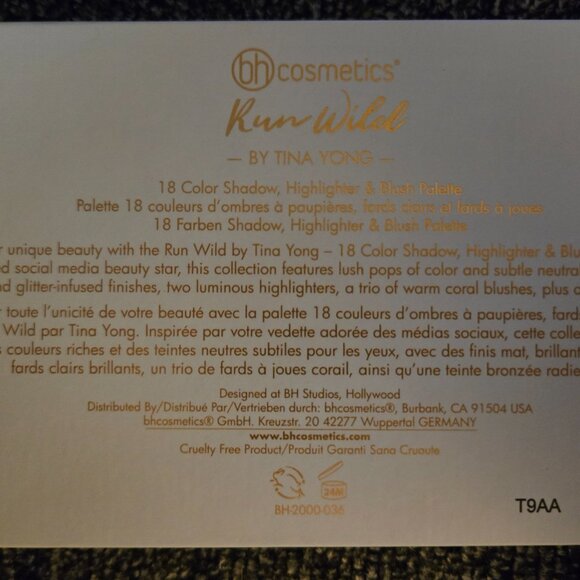 bhcosmetics®
Run Wild
— BY TINA YONG —
18 Color Shadow, Highlighter & Blush Palette
Palette 18 couleurs d'ombres à paupières, fards clairs et fards à joues
18 Farben Shadow, Highlighter & Blush Palette
unique beauty with the Run Wild by Tina Yong – 18 Color Shadow, Highlighter &
social media beauty star, this collection features lush pops of color and subtle
glitter-infused finishes, two luminous highlighters, a trio of warm coral blushes, plus
toute l'unicité de votre beauté avec la palette 18 couleurs d'ombres à paupières, fards
Wild par Tina Yong. Inspirée par votre vedette adorée des médias sociaux, cette
couleurs riches et des teintes neutres subtiles pour les yeux, avec des finis mat, brillant
fards clairs brillants, un trio de fards à joues corail, ainsi qu'une teinte bronzée
Designed at BH Studios, Hollywood
Distributed By/Distribué Par/Vertrieben durch: bhcosmetics®, Burbank, CA 91504 USA
bhcosmetics® GmbH. Kreuzstr. 20 42277 Wuppertal GERMANY
www.bhcosmetics.com
Cruelty Free Product/Produit Garanti Sans Cruaute
24M
BH-2000-036
T9AA